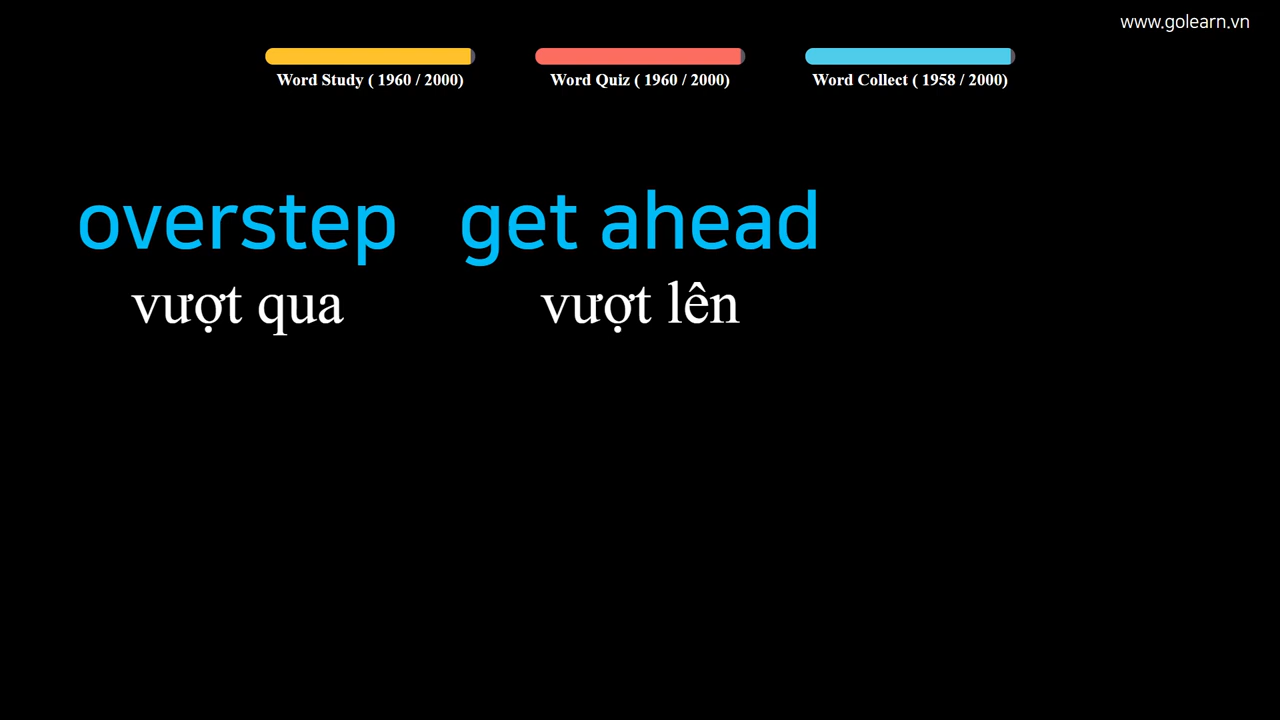 www.golearn.vn
Word Study ( 1960 / 2000) Word Quiz ( 1960 / 2000) Word Collect ( 1958 / 2000)
overstep get ahead
vượt qua vượt lên